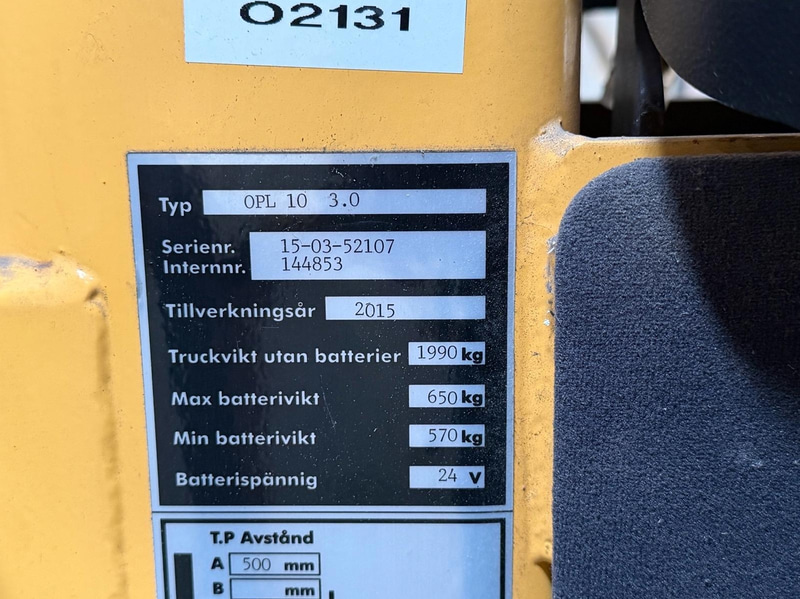 O2131
Typ OPL 10 3.0
Serienr. 15-03-52107
Internnr. 144853
Tillverkningsår 2015
Truckvikt utan batterier 1990 kg
Max batterivikt 650 kg
Min batterivikt 570 kg
Batterispännig 24 V
T.P Avstånd
A 500 mm
B mm